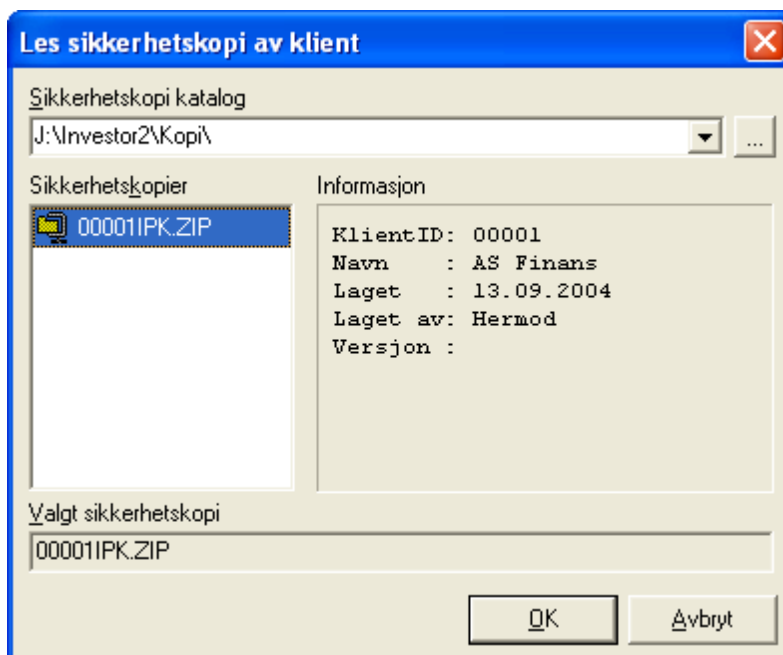 Les sikkerhetskopi av klient
Sikkerhetskopi katalog
J:\Investor2\Kopi\
...
Sikkerhetskopier
00001IPK.ZIP
Informasjon
KlientID: 00001
Navn    : AS Finans
Laget   : 13.09.2004
Laget av: Hermod
Versjon :
Valgt sikkerhetskopi
00001IPK.ZIP
OK
Avbryt